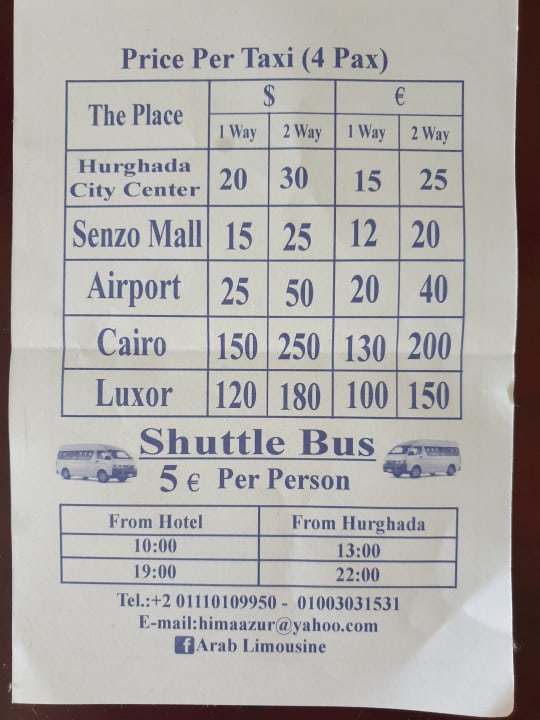 Price Per Taxi (4 Pax)
The Place $ €
1 Way 2 Way 1 Way 2 Way
Hurghada
City Center 20 30 15 25
Senzo Mall 15 25 12 20
Airport 25 50 20 40
Cairo 150 250 130 200
Luxor 120 180 100 150
Shuttle Bus
5 € Per Person
From Hotel From Hurghada
10:00 13:00
19:00 22:00
Tel.:+2 01110109950 - 01003031531
E-mail:himaazur@yahoo.com
f Arab Limousine